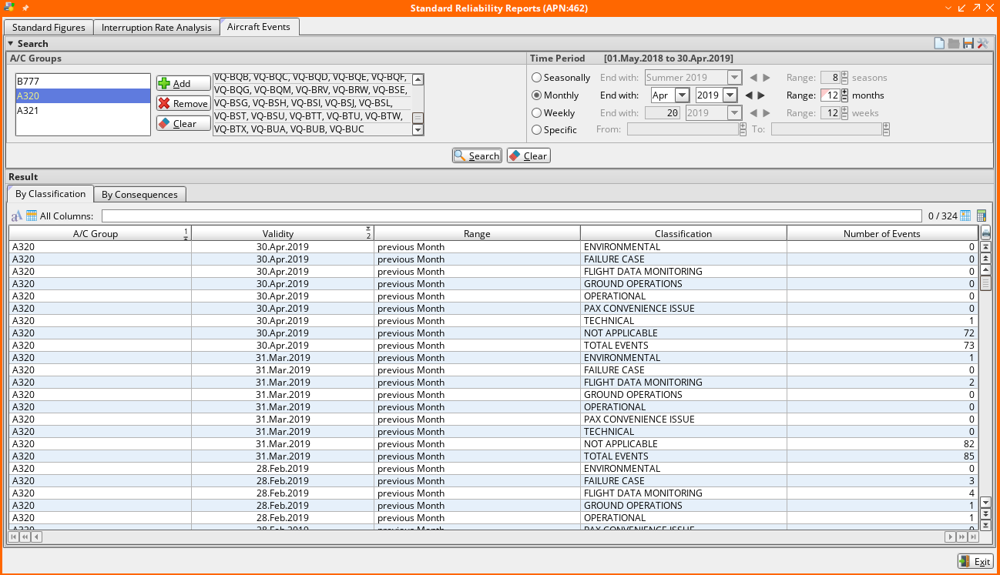 Standard Reliability Reports (APN:462)
Standard Figures Interruption Rate Analysis Aircraft Events
Search
A/C Groups Time Period [01.May.2018 to 30.Apr.2019]
B777
A320
A321
Add
Remove
Clear
VQ-BQB, VQ-BQC, VQ-BQD, VQ-BQE, VQ-BQF,
VQ-BQG, VQ-BQM, VQ-BRV, VQ-BRW, VQ-BSE,
VQ-BSG, VQ-BSH, VQ-BSI, VQ-BSJ, VQ-BSL,
VQ-BST, VQ-BSU, VQ-BTT, VQ-BTU, VQ-BTW,
VQ-BTX, VQ-BUA, VQ-BUB, VQ-BUC
Seasonally End with: Summer 2019 Range: 8 seasons
Monthly End with: Apr 2019 Range: 12 months
Weekly End with: 20 2019 Range: 12 weeks
Specific From: To:
Search Clear
Result
By Classification By Consequences
All Columns: 0 / 324
A/C Group 1 Validity 2 Range Classification Number of Events
A320 30.Apr.2019 previous Month ENVIRONMENTAL 0
A320 30.Apr.2019 previous Month FAILURE CASE 0
A320 30.Apr.2019 previous Month FLIGHT DATA MONITORING 0
A320 30.Apr.2019 previous Month GROUND OPERATIONS 0
A320 30.Apr.2019 previous Month OPERATIONAL 0
A320 30.Apr.2019 previous Month PAX CONVENIENCE ISSUE 0
A320 30.Apr.2019 previous Month TECHNICAL 1
A320 30.Apr.2019 previous Month NOT APPLICABLE 72
A320 30.Apr.2019 previous Month TOTAL EVENTS 73
A320 31.Mar.2019 previous Month ENVIRONMENTAL 1
A320 31.Mar.2019 previous Month FAILURE CASE 0
A320 31.Mar.2019 previous Month FLIGHT DATA MONITORING 2
A320 31.Mar.2019 previous Month GROUND OPERATIONS 0
A320 31.Mar.2019 previous Month OPERATIONAL 0
A320 31.Mar.2019 previous Month PAX CONVENIENCE ISSUE 0
A320 31.Mar.2019 previous Month TECHNICAL 0
A320 31.Mar.2019 previous Month NOT APPLICABLE 82
A320 31.Mar.2019 previous Month TOTAL EVENTS 85
A320 28.Feb.2019 previous Month ENVIRONMENTAL 0
A320 28.Feb.2019 previous Month FAILURE CASE 3
A320 28.Feb.2019 previous Month FLIGHT DATA MONITORING 4
A320 28.Feb.2019 previous Month GROUND OPERATIONS 1
A320 28.Feb.2019 previous Month OPERATIONAL 1
A320 28.Feb.2019 previous Month PAX CONVENIENCE ISSUE 0
Exit